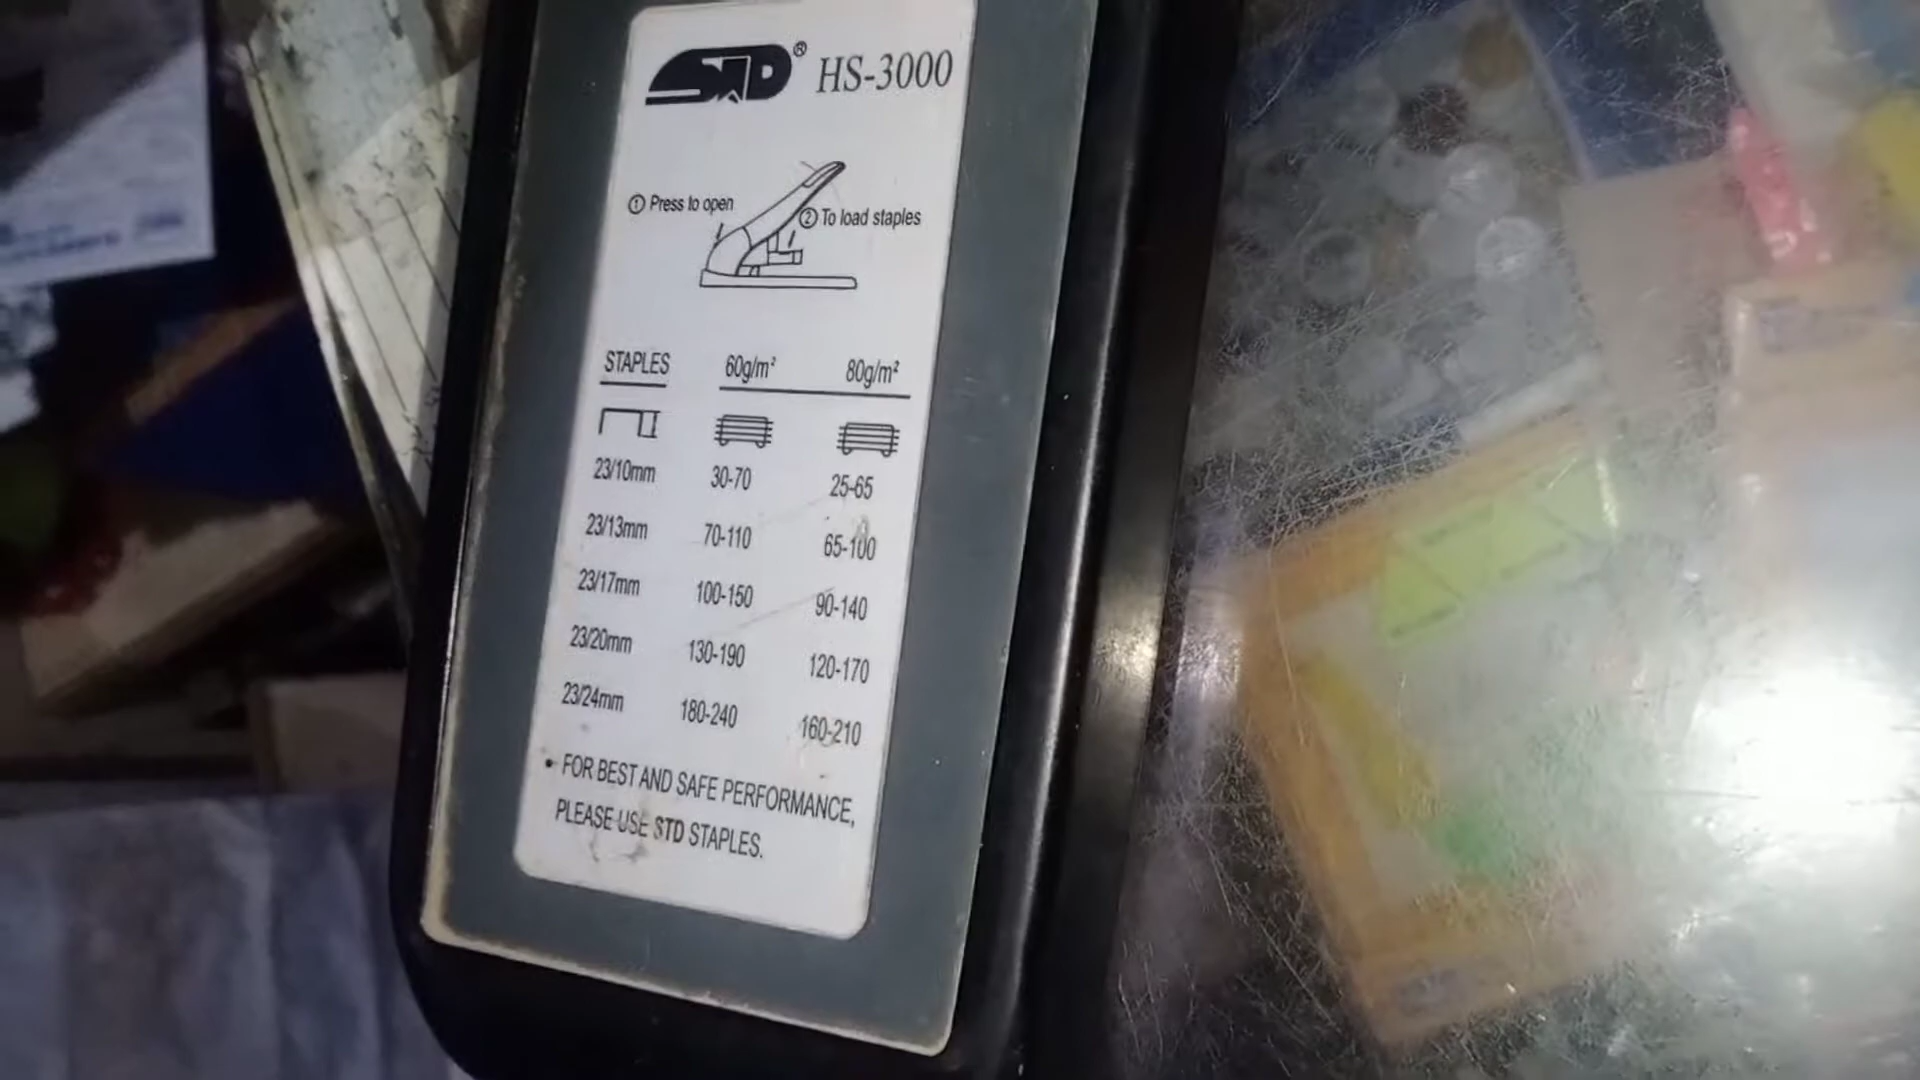 STD® HS-3000
① Press to open
② To load staples
STAPLES 60g/m² 80g/m²
23/10mm 30-70 25-65
23/13mm 70-110 65-100
23/17mm 100-150 90-140
23/20mm 130-190 120-170
23/24mm 180-240 160-210
• FOR BEST AND SAFE PERFORMANCE,
PLEASE USE STD STAPLES.